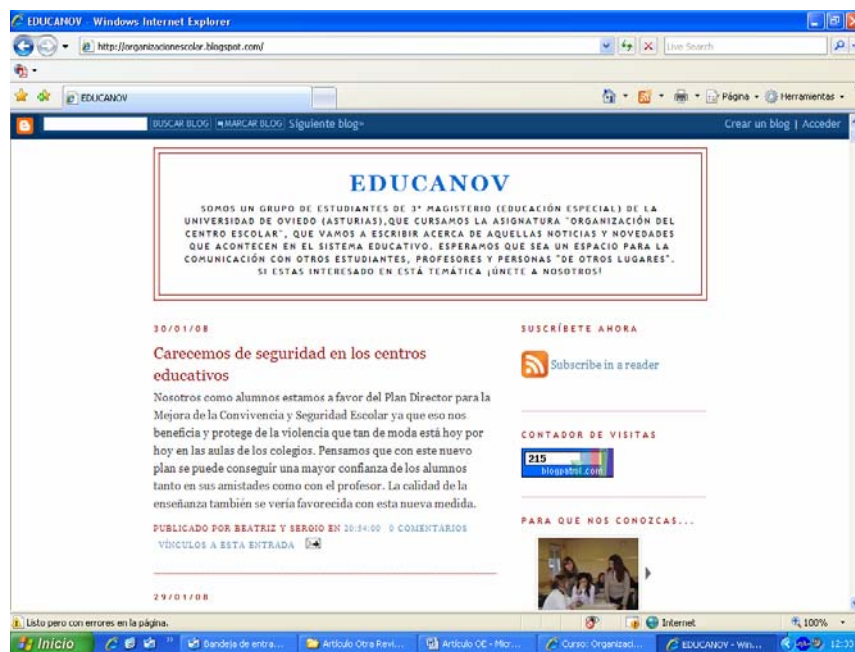 EDUCANOV - Windows Internet Explorer
http://organizacionescolar.blogspot.com/
Live Search
EDUCANOV
Página
Herramientas
BUSCAR BLOG
MARCAR BLOG
Siguiente blog»
Crear un blog | Acceder
EDUCANOV
SOMOS UN GRUPO DE ESTUDIANTES DE 3º MAGISTERIO (EDUCACIÓN ESPECIAL) DE LA
UNIVERSIDAD DE OVIEDO (ASTURIAS),QUE CURSAMOS LA ASIGNATURA "ORGANIZACIÓN DEL
CENTRO ESCOLAR", QUE VAMOS A ESCRIBIR ACERCA DE AQUELLAS NOTICIAS Y NOVEDADES
QUE ACONTECEN EN EL SISTEMA EDUCATIVO. ESPERAMOS QUE SEA UN ESPACIO PARA LA
COMUNICACIÓN CON OTROS ESTUDIANTES, PROFESORES Y PERSONAS "DE OTROS LUGARES".
SI ESTAS INTERESADO EN ESTÁ TEMÁTICA ¡ÚNETE A NOSOTROS!
30/01/08
Carecemos de seguridad en los centros
educativos
Nosotros como alumnos estamos a favor del Plan Director para la
Mejora de la Convivencia y Seguridad Escolar ya que eso nos
beneficia y protege de la violencia que tan de moda está hoy por
hoy en las aulas de los colegios. Pensamos que con este nuevo
plan se puede conseguir una mayor confianza de los alumnos
tanto en sus amistades como con el profesor. La calidad de la
enseñanza también se vería favorecida con esta nueva medida.
PUBLICADO POR BEATRIZ Y SERGIO EN 20:54:00 0 COMENTARIOS
VÍNCULOS A ESTA ENTRADA
29/01/08
SUSCRÍBETE AHORA
Subscribe in a reader
CONTADOR DE VISITAS
215
blogpatrol.com
PARA QUE NOS CONOZCAS...
Listo pero con errores en la página.
Internet
100%
Inicio
Bandeja de entra...
Artículo Otra Revi...
Artículo OE - Micr...
Curso: Organizaci...
EDUCANOV - Win...